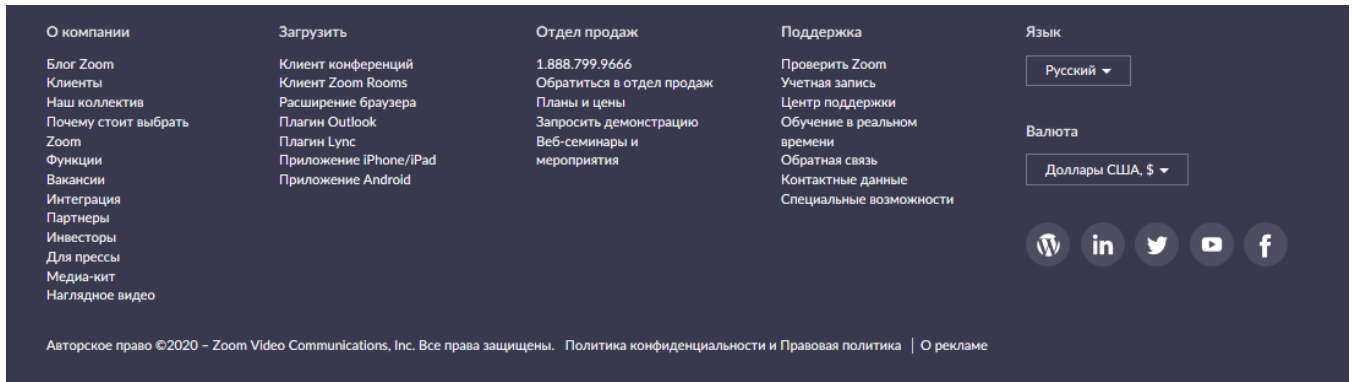 О компании
Блог Zoom
Клиенты
Наш коллектив
Почему стоит выбрать
Zoom
Функции
Вакансии
Интеграция
Партнеры
Инвесторы
Для прессы
Медиа-кит
Наглядное видео
Загрузить
Клиент конференций
Клиент Zoom Rooms
Расширение браузера
Плагин Outlook
Плагин Lync
Приложение iPhone/iPad
Приложение Android
Отдел продаж
1.888.799.9666
Обратиться в отдел продаж
Планы и цены
Запросить демонстрацию
Веб-семинары и
мероприятия
Поддержка
Проверить Zoom
Учетная запись
Центр поддержки
Обучение в реальном
времени
Обратная связь
Контактные данные
Специальные возможности
Язык
Русский
Валюта
Доллары США, $
Авторское право ©2020 – Zoom Video Communications, Inc. Все права защищены. Политика конфиденциальности и Правовая политика | О рекламе